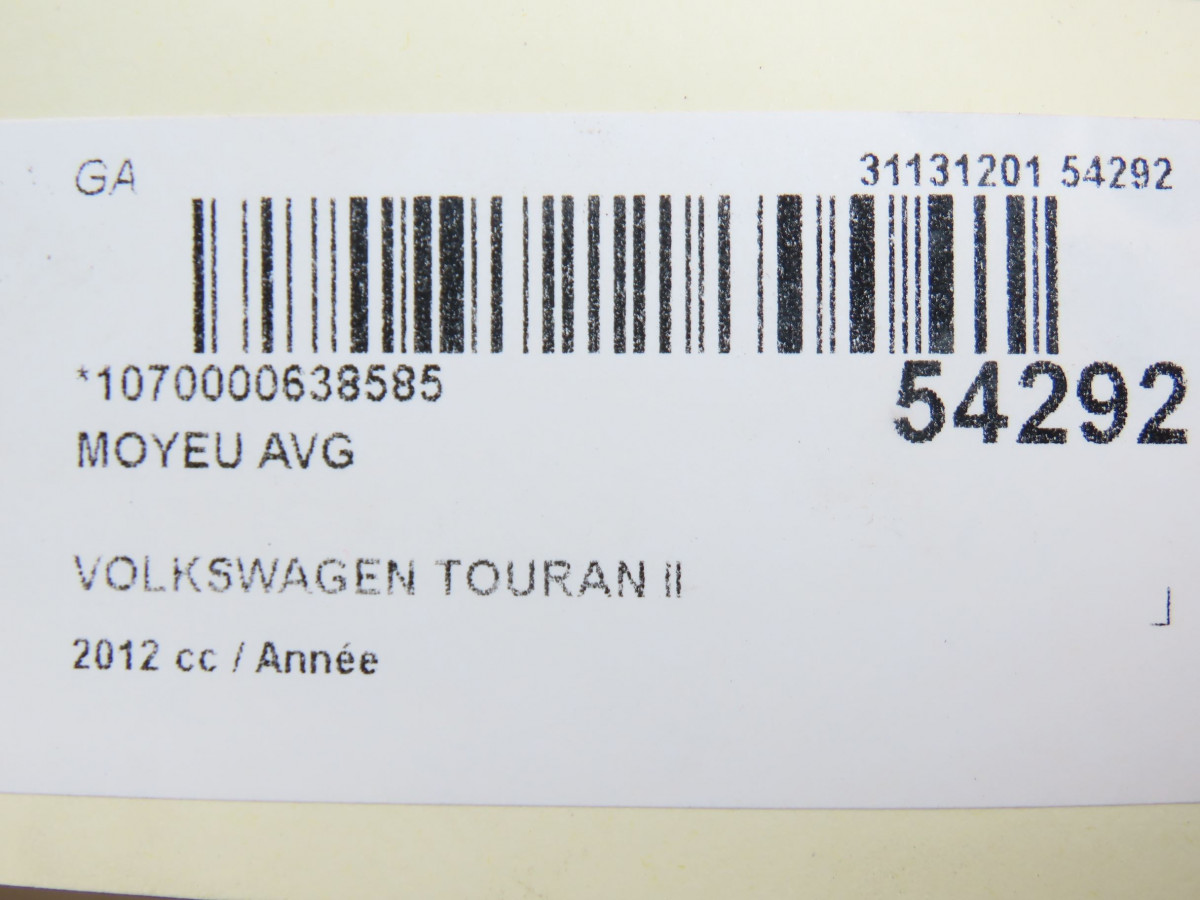 GA 31131201 54292
*1070000638585 54292
MOYEU AVG
VOLKSWAGEN TOURAN II
2012 cc / Année